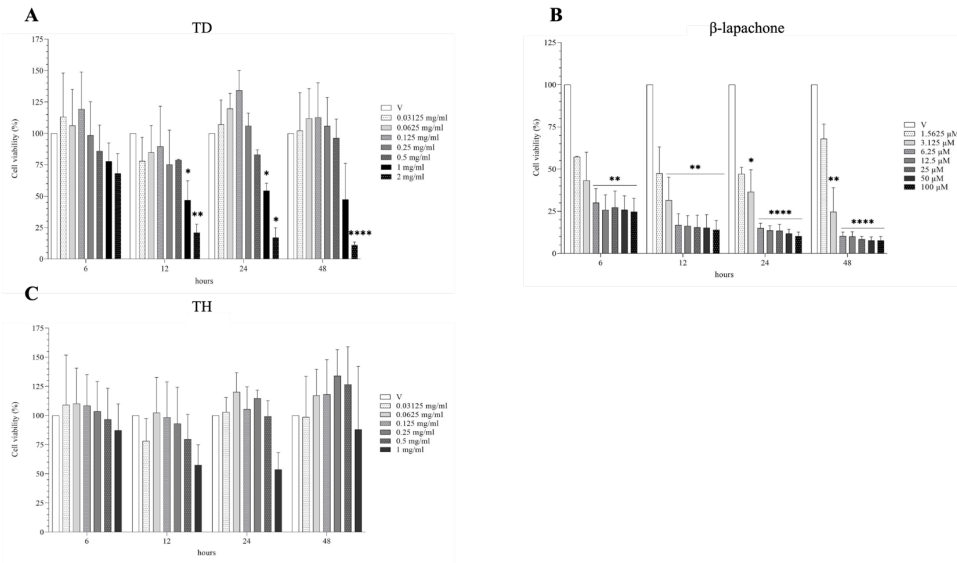 A
TD
175
150
125
100
75
50
25
0
Cell viability (%)
* ** * * ****
6 12 24 48
hours
V
0.03125 mg/ml
0.0625 mg/ml
0.125 mg/ml
0.25 mg/ml
0.5 mg/ml
1 mg/ml
2 mg/ml
B
β-lapachone
125
100
75
50
25
0
Cell viability (%)
** ** * **** ** ****
6 12 24 48
hours
V
1.5625 µM
3.125 µM
6.25 µM
12.5 µM
25 µM
50 µM
100 µM
C
TH
175
150
125
100
75
50
25
0
Cell viability (%)
6 12 24 48
hours
V
0.03125 mg/ml
0.0625 mg/ml
0.125 mg/ml
0.25 mg/ml
0.5 mg/ml
1 mg/ml